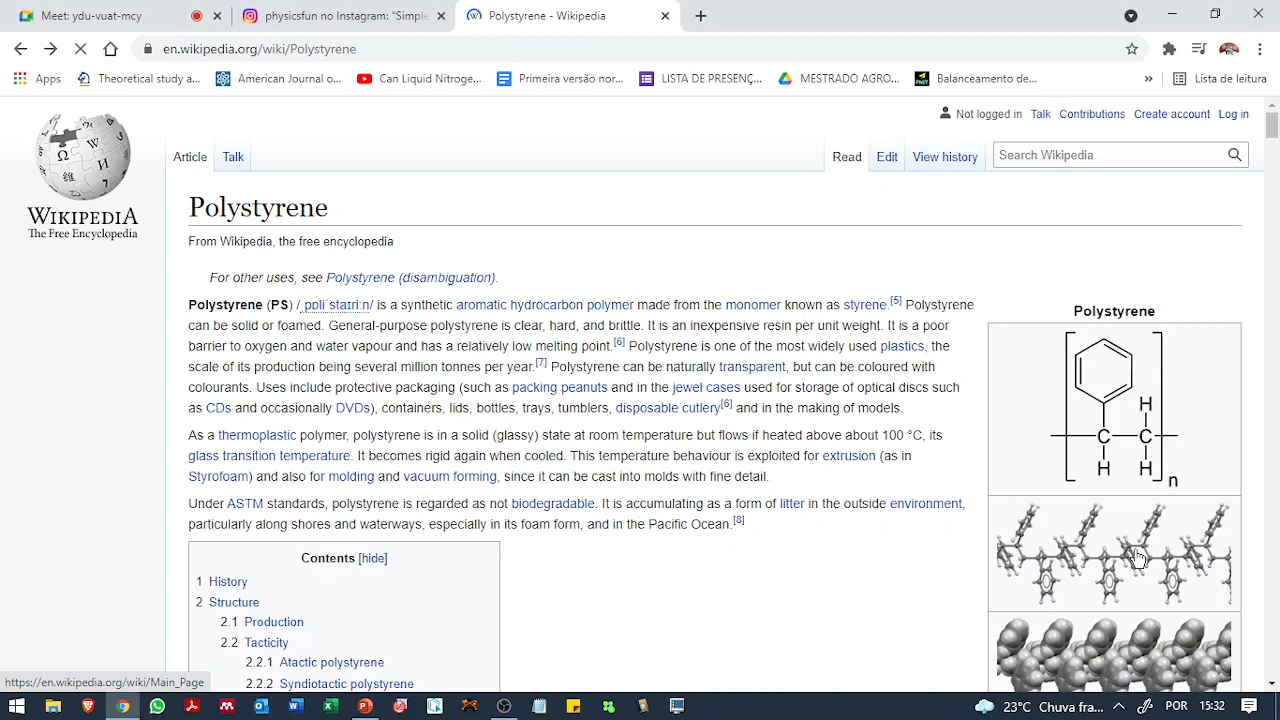 Meet: ydu-vuat-mcy
physicsfun no Instagram: "Simple
Polystyrene - Wikipedia
en.wikipedia.org/wiki/Polystyrene
Apps
Theoretical study a...
American Journal o...
Can Liquid Nitroge...
Primeira versão nor...
LISTA DE PRESENÇ...
MESTRADO AGRO...
Balanceamento de...
»
Lista de leitura
Not logged in Talk Contributions Create account Log in
Article Talk
Read Edit View history
Search Wikipedia
WIKIPEDIA
The Free Encyclopedia
Polystyrene
From Wikipedia, the free encyclopedia
For other uses, see Polystyrene (disambiguation).
Polystyrene (PS) /ˌpɒliˈstaɪriːn/ is a synthetic aromatic hydrocarbon polymer made from the monomer known as styrene.[5] Polystyrene
can be solid or foamed. General-purpose polystyrene is clear, hard, and brittle. It is an inexpensive resin per unit weight. It is a poor
barrier to oxygen and water vapour and has a relatively low melting point.[6] Polystyrene is one of the most widely used plastics, the
scale of its production being several million tonnes per year.[7] Polystyrene can be naturally transparent, but can be coloured with
colourants. Uses include protective packaging (such as packing peanuts and in the jewel cases used for storage of optical discs such
as CDs and occasionally DVDs), containers, lids, bottles, trays, tumblers, disposable cutlery[6] and in the making of models.
As a thermoplastic polymer, polystyrene is in a solid (glassy) state at room temperature but flows if heated above about 100 °C, its
glass transition temperature. It becomes rigid again when cooled. This temperature behaviour is exploited for extrusion (as in
Styrofoam) and also for molding and vacuum forming, since it can be cast into molds with fine detail.
Under ASTM standards, polystyrene is regarded as not biodegradable. It is accumulating as a form of litter in the outside environment,
particularly along shores and waterways, especially in its foam form, and in the Pacific Ocean.[8]
Polystyrene
H
C C
H H
n
Contents [hide]
1 History
2 Structure
2.1 Production
2.2 Tacticity
2.2.1 Atactic polystyrene
2.2.2 Syndiotactic polystyrene
https://en.wikipedia.org/wiki/Main_Page
23°C Chuva fra...
POR
15:32